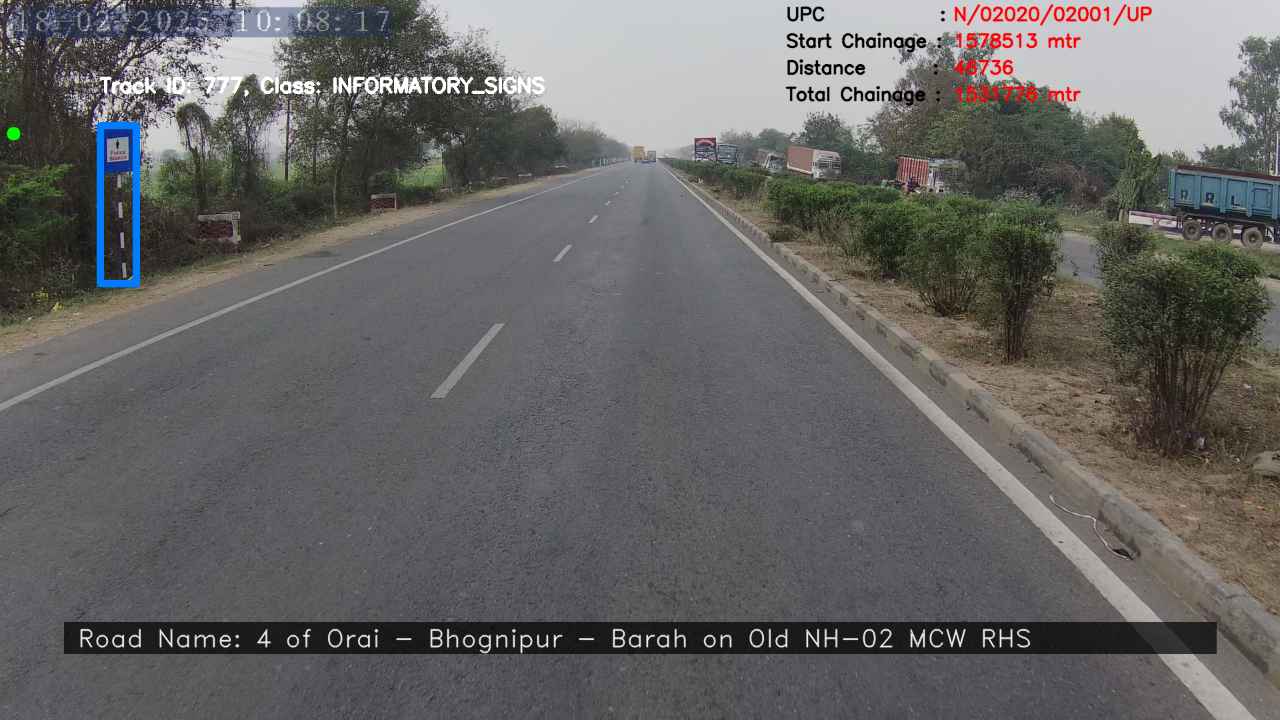 18-02-2025 10:08:17
UPC : N/02020/02001/UP
Start Chainage : 1578513 mtr
Distance : 46736
Total Chainage : 1531776 mtr
Track ID: 777, Class: INFORMATORY_SIGNS
D R L
Road Name: 4 of Orai - Bhognipur - Barah on Old NH-02 MCW RHS